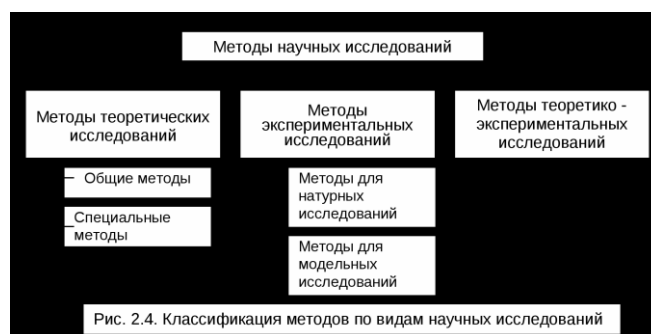 Методы научных исследований
Методы теоретических
исследований
Методы
экспериментальных
исследований
Методы теоретико -
экспериментальных
исследований
Общие методы
Специальные
методы
Методы для
натурных
исследований
Методы для
модельных
исследований
Рис. 2.4. Классификация методов по видам научных исследований